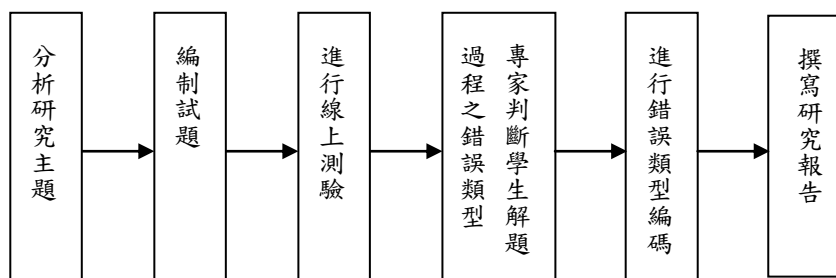 分析研究主題
編制試題
進行線上測驗
專家判斷學生解題
過程之錯誤類型
進行錯誤類型編碼
撰寫研究報告